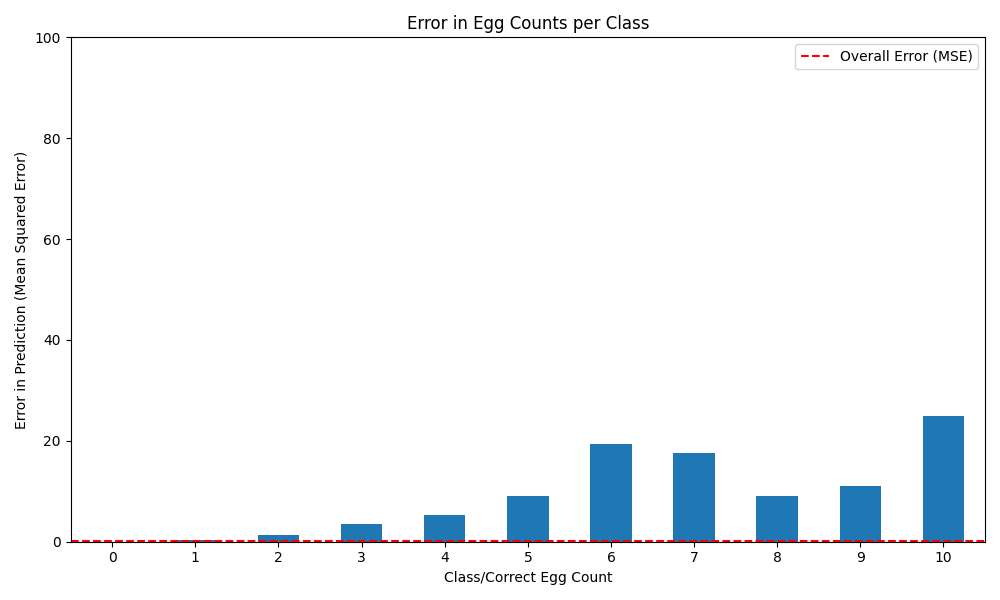 Error in Egg Counts per Class
100
Overall Error (MSE)
80
60
40
20
0
Error in Prediction (Mean Squared Error)
0 1 2 3 4 5 6 7 8 9 10
Class/Correct Egg Count